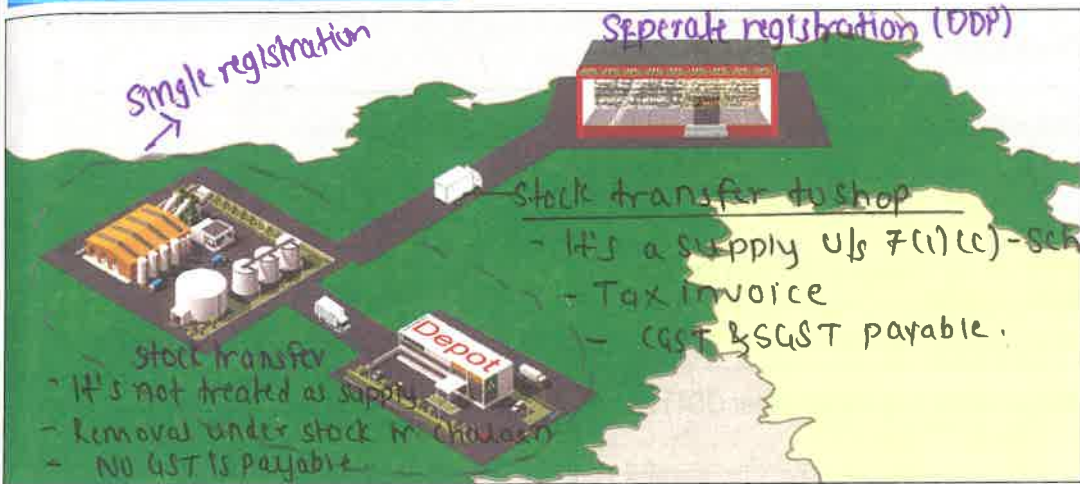 Single registration
Seperate registration (DDP)
stock transfer to shop
- It's a supply U/s 7(1)(c)-sch
- Tax invoice
- CGST & SGST payable.
Depot
stock transfer
- It's not treated as supply
- Removal under stock tr challan
- NO GST is payable